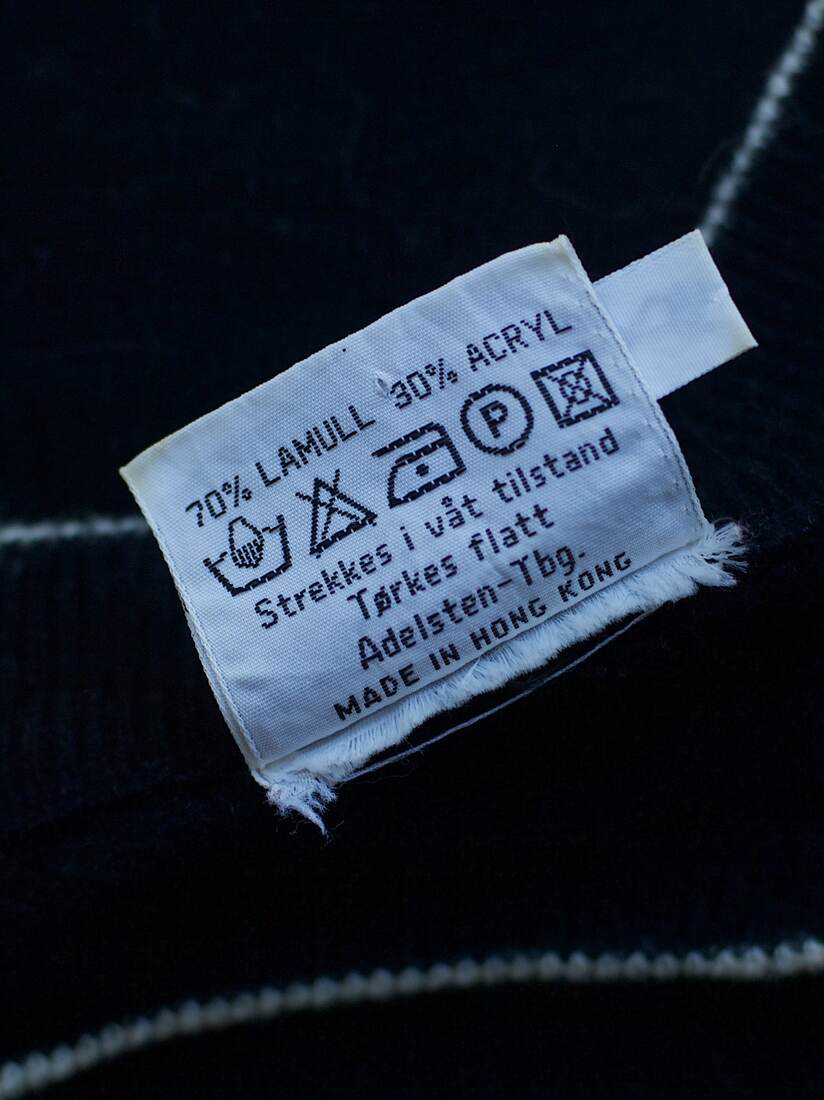 70% LAMULL 30% ACRYL
P
Strekkes i våt tilstand
Tørkes flatt
Adelsten-Tbg.
MADE IN HONG KONG